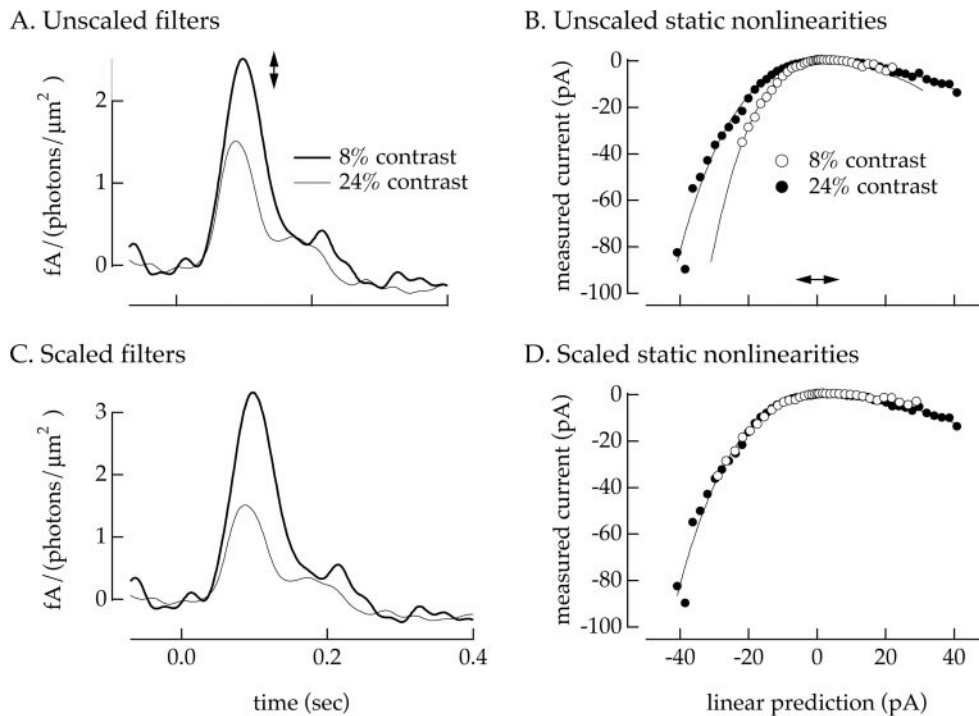 A. Unscaled filters
fA/(photons/μm²)
2
1
0
8% contrast
24% contrast
B. Unscaled static nonlinearities
measured current (pA)
0
-20
-40
-60
-80
-100
8% contrast
24% contrast
C. Scaled filters
fA/(photons/μm²)
3
2
1
0
0.0 0.2 0.4
time (sec)
D. Scaled static nonlinearities
measured current (pA)
0
-20
-40
-60
-80
-100
-40 -20 0 20 40
linear prediction (pA)